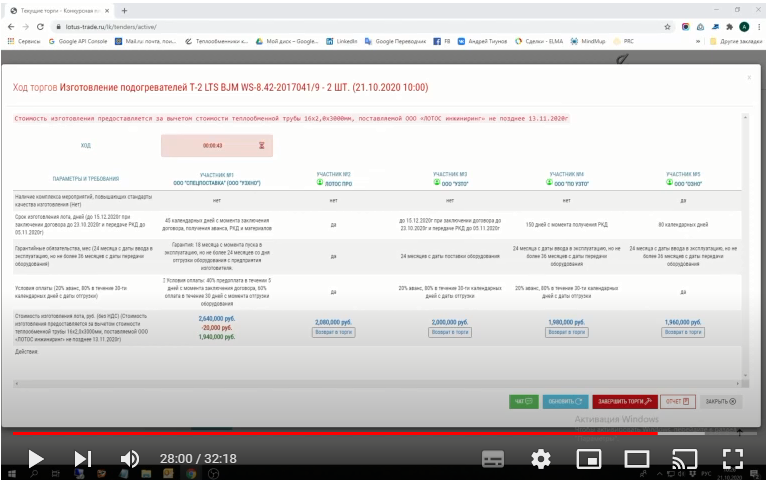 Текущие торги - Конкурсная пло
lotus-trade.ru/lk/tenders/active/
Сервисы
Google API Console
Mail.ru: почта, пои...
Теплообменники к...
Мой диск – Google...
LinkedIn
Google Переводчик
FB
Андрей Тиунов
Сделки - ELMA
MindMup
PRC
Другие закладки
Ход торгов Изготовление подогревателей Т-2 LTS BJM WS-8.42-2017041/9 - 2 ШТ. (21.10.2020 10:00)
Стоимость изготовления предоставляется за вычетом стоимости теплообменной трубы 16х2,0х3000мм, поставляемой ООО «ЛОТОС инжиниринг» не позднее 13.11.2020г
ХОД
00:00:43
ПАРАМЕТРЫ И ТРЕБОВАНИЯ
УЧАСТНИК №1
ООО "СПЕЦПОСТАВКА" (ООО "УЗХНО")
УЧАСТНИК №2
ЛОТОС ПРО
УЧАСТНИК №3
ООО "УЗТО"
УЧАСТНИК №4
ООО "ПО УЗТО"
УЧАСТНИК №5
ООО "ОЗНО"
Наличие комплекса мероприятий, повышающих стандарты
качества изготовления (Нет)
нет
нет
нет
нет
да
Срок изготовления лота, дней (до 15.12.2020г при
заключении договора до 23.10.2020г и передаче РКД до
05.11.2020г)
45 календарных дней с момента заключения
договора, получения аванса, РКД и материалов
да
до 15.12.2020г при заключении договора до
23.10.2020г и передаче РКД до 05.11.2020г
150 дней с момента получения РКД
80 календарных дней
Гарантийные обязательства, мес (24 месяца с даты ввода в
эксплуатацию, но не более 36 месяцев с даты передачи
оборудования)
Гарантия: 18 месяца с момента пуска в
эксплуатацию, но не более 24 месяцев со дня
отгрузки оборудования с предприятия
изготовителя.
да
24 месяцев с даты поставки оборудования
24 месяца с даты ввода в эксплуатацию, но не
более 36 месяцев с даты передачи
оборудования
24 месяца с даты ввода в эксплуатацию, но не
более 36 месяцев с даты передачи
оборудования
Условия оплаты (20% аванс, 80% в течение 30-ти
календарных дней с даты отгрузки)
2 Условия оплаты: 40% предоплата в течении 5
дней с момента заключения договора, 60%
оплата в течение 30 дней с момента отгрузки
оборудования
да
20% аванс, 80% в течение 30-ти календарных
дней с даты отгрузки
20% аванс, 80% в течение 30-ти календарных
дней с даты отгрузки
да
Стоимость изготовления лота, руб. (без НДС) (Стоимость
изготовления предоставляется за вычетом стоимости
теплообменной трубы 16х2,0х3000мм, поставляемой ООО
«ЛОТОС инжиниринг» не позднее 13.11.2020г)
2,640,000 руб.
-20,000 руб.
1,940,000 руб.
2,080,000 руб.
Возврат в торги
2,000,000 руб.
Возврат в торги
1,980,000 руб.
Возврат в торги
1,960,000 руб.
Возврат в торги
Действия
ЧАТ
ОБНОВИТЬ
ЗАВЕРШИТЬ ТОРГИ
ОТЧЕТ
ЗАКРЫТЬ
Активация Windows
28:00 / 32:18
РУС
21.10.2020